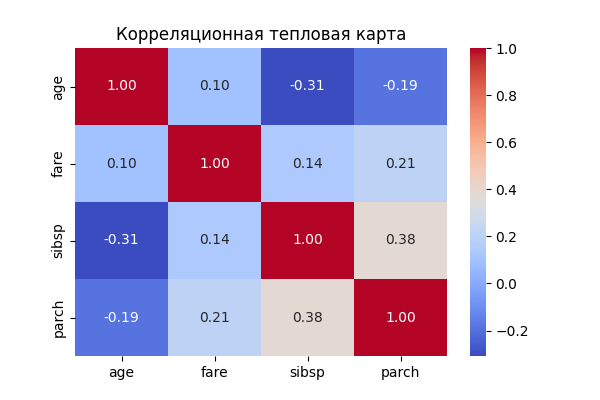 Корреляционная тепловая карта
age 1.00 0.10 -0.31 -0.19
fare 0.10 1.00 0.14 0.21
sibsp -0.31 0.14 1.00 0.38
parch -0.19 0.21 0.38 1.00
age fare sibsp parch
1.0
0.8
0.6
0.4
0.2
0.0
−0.2